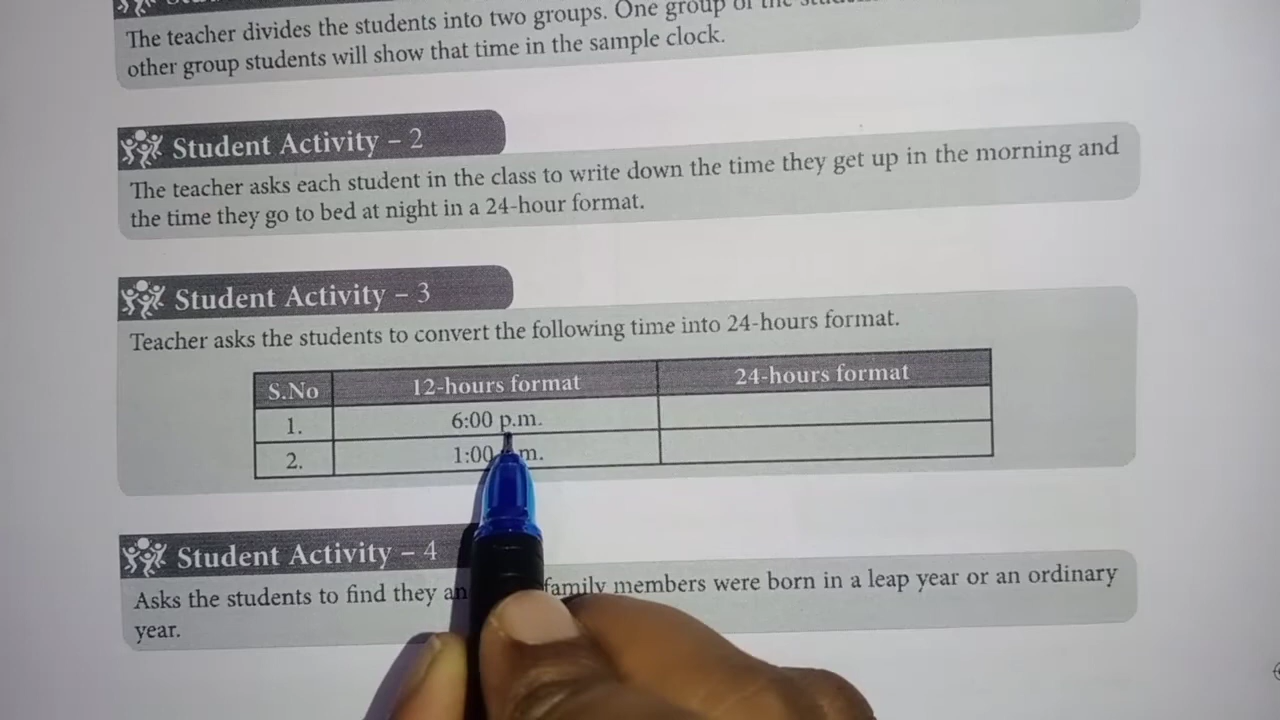 The teacher divides the students into two groups. One group of the
other group students will show that time in the sample clock.
Student Activity – 2
The teacher asks each student in the class to write down the time they get up in the morning and
the time they go to bed at night in a 24-hour format.
Student Activity – 3
Teacher asks the students to convert the following time into 24-hours format.
S.No 12-hours format 24-hours format
1. 6:00 p.m.
2. 1:00 .m.
Student Activity – 4
Asks the students to find they family members were born in a leap year or an ordinary
year.